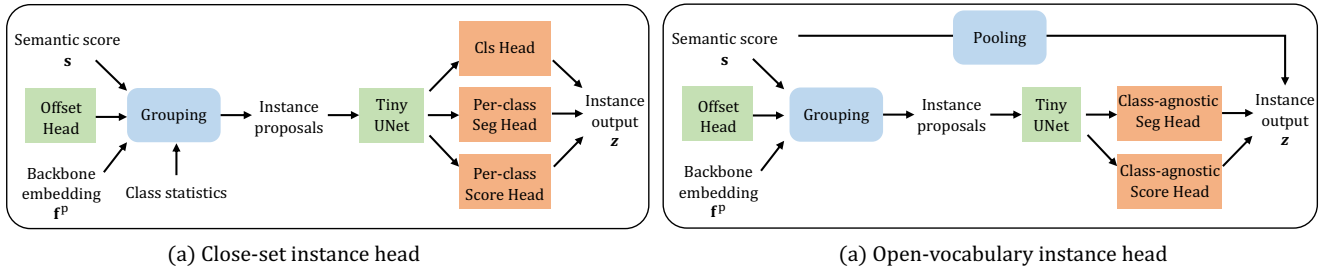 Semantic score
s
Offset
Head
Grouping
Backbone
embedding
f^p
Class statistics
Instance
proposals
Tiny
UNet
Cls Head
Per-class
Seg Head
Per-class
Score Head
Instance
output
z
(a) Close-set instance head
Semantic score
s
Pooling
Offset
Head
Grouping
Backbone
embedding
f^p
Instance
proposals
Tiny
UNet
Class-agnostic
Seg Head
Class-agnostic
Score Head
Instance
output
z
(a) Open-vocabulary instance head